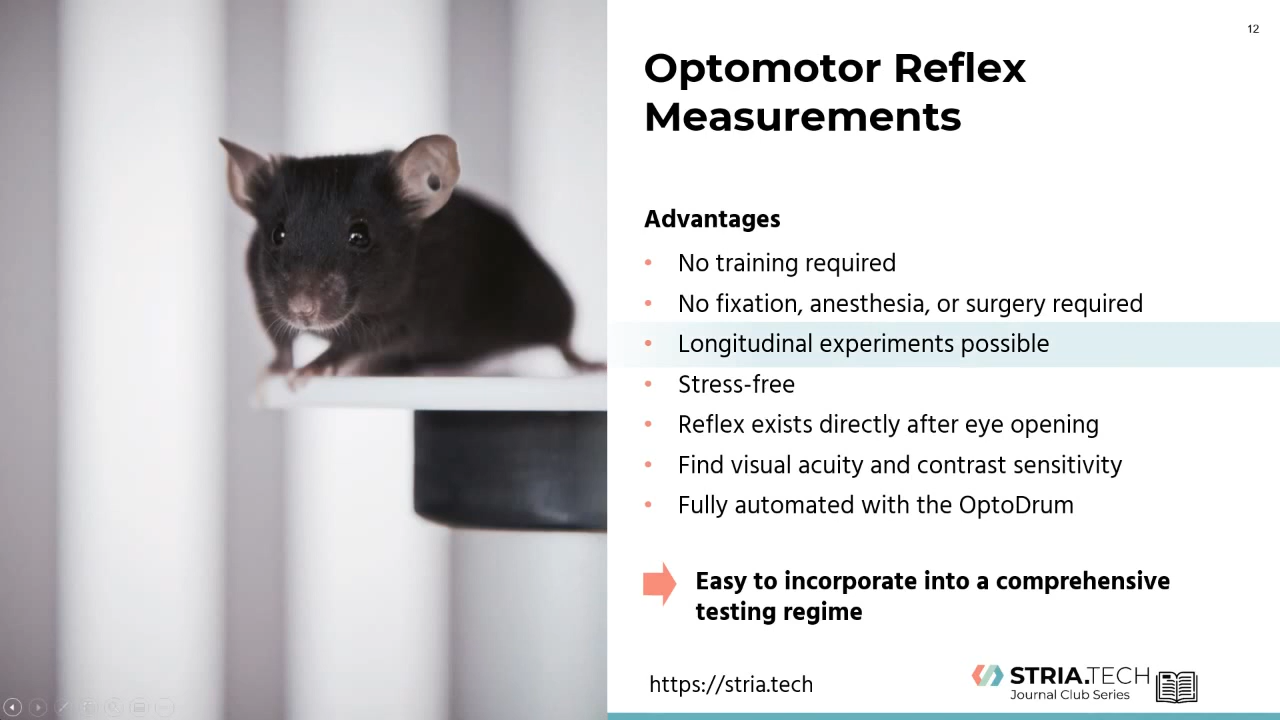 12
Optomotor Reflex
Measurements
Advantages
• No training required
• No fixation, anesthesia, or surgery required
• Longitudinal experiments possible
• Stress-free
• Reflex exists directly after eye opening
• Find visual acuity and contrast sensitivity
• Fully automated with the OptoDrum
Easy to incorporate into a comprehensive
testing regime
https://stria.tech
STRIA.TECH
Journal Club Series